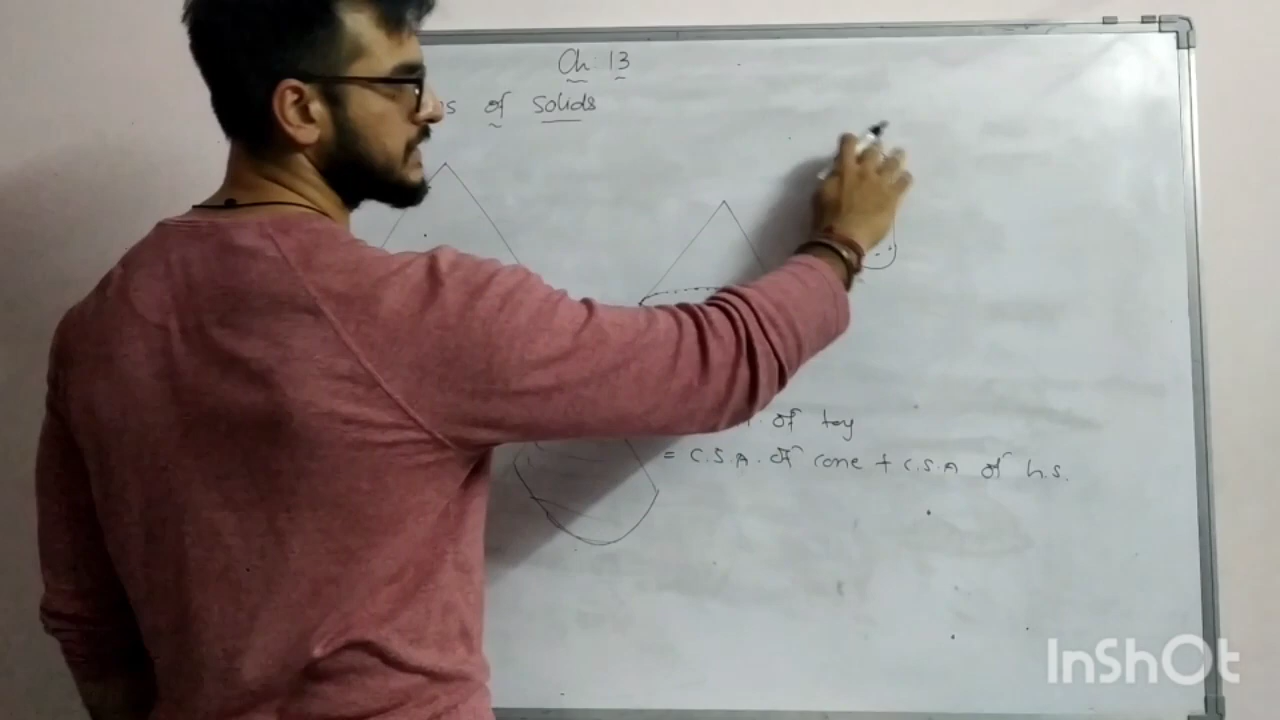 Ch: 13
of solids
of toy
= C.S.A. of cone + C.S.A of h.s.
InShOt